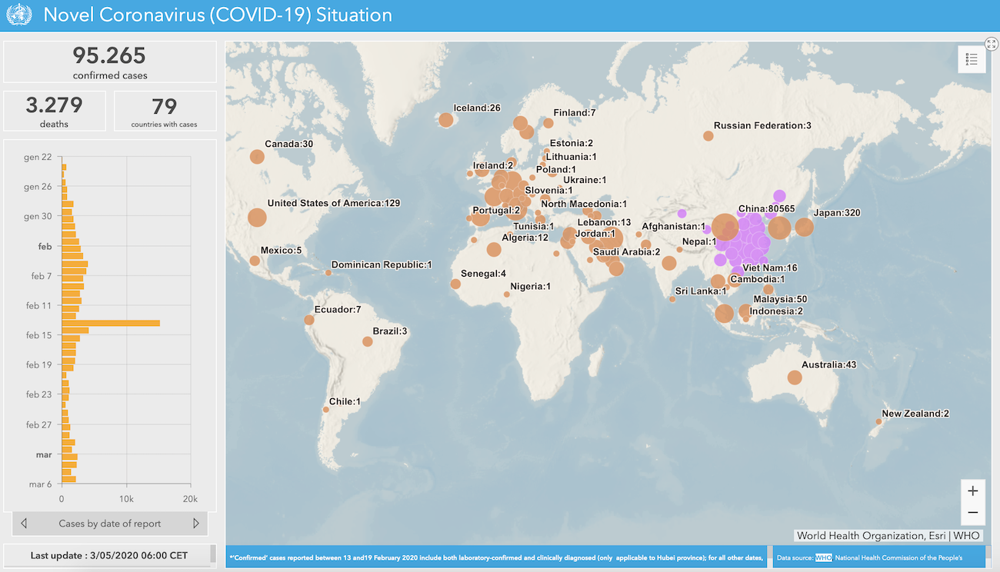 Novel Coronavirus (COVID-19) Situation
95.265
confirmed cases
3.279
deaths
79
countries with cases
gen 22
gen 26
gen 30
feb
feb 7
feb 11
feb 15
feb 19
feb 23
feb 27
mar
mar 6
0
10k
20k
Cases by date of report
Last update : 3/05/2020 06:00 CET
Iceland:26
Finland:7
Russian Federation:3
Canada:30
Estonia:2
Lithuania:1
Ireland:2
Poland:1
Ukraine:1
Slovenia:1
United States of America:129
North Macedonia:1
Portugal:2
China:80565
Japan:320
Tunisia:1
Lebanon:13
Afghanistan:1
Algeria:12
Jordan:1
Nepal:1
Mexico:5
Saudi Arabia:2
Dominican Republic:1
Viet Nam:16
Senegal:4
Cambodia:1
Nigeria:1
Sri Lanka:1
Malaysia:50
Ecuador:7
Indonesia:2
Brazil:3
Australia:43
Chile:1
New Zealand:2
+
−
World Health Organization, Esri | WHO
*'Confirmed' cases reported between 13 and19 February 2020 include both laboratory-confirmed and clinically diagnosed (only applicable to Hubei province); for all other dates,
Data source: WHO, National Health Commission of the People's